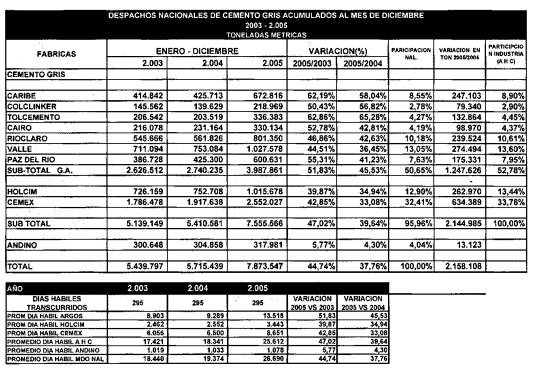 DESPACHOS NACIONALES DE CEMENTO GRIS ACUMULADOS AL MES DE DICIEMBRE
2003 - 2.005
TONELADAS METRICAS
FABRICAS ENERO - DICIEMBRE VARIACION(%) PARICIPACION NAL. VARIACION EN TON 2005/2004 PARTICIPCIO N INDUSTRIA (A H C)
2.003 2.004 2.005 2005/2003 2005/2004
CEMENTO GRIS
CARIBE 414.842 425.713 672.816 62,19% 58,04% 8,55% 247.103 8,90%
COLCLINKER 145.562 139.629 218.969 50,43% 56,82% 2,78% 79.340 2,90%
TOLCEMENTO 206.542 203.519 336.383 62,86% 65,28% 4,27% 132.864 4,45%
CAIRO 216.078 231.164 330.134 52,78% 42,81% 4,19% 98.970 4,37%
RIOCLARO 545.666 561.826 801.350 46,86% 42,63% 10,18% 239.524 10,61%
VALLE 711.094 753.084 1.027.578 44,51% 36,45% 13,05% 274.494 13,60%
PAZ DEL RIO 386.728 425.300 600.631 55,31% 41,23% 7,63% 175.331 7,95%
SUB-TOTAL G.A. 2.626.512 2.740.235 3.987.861 51,83% 45,53% 50,65% 1.247.626 52,78%
-
HOLCIM 726.159 752.708 1.015.678 39,87% 34,94% 12,90% 262.970 13,44%
CEMEX 1.786.478 1.917.638 2.552.027 42,85% 33,08% 32,41% 634.389 33,78%
SUB TOTAL 5.139.149 5.410.581 7.555.566 47,02% 39,64% 95,96% 2.144.985 100,00%
ANDINO 300.648 304.858 317.981 5,77% 4,30% 4,04% 13.123
TOTAL 5.439.797 5.715.439 7.873.547 44,74% 37,76% 100,00% 2.158.108
AÑO 2.003 2.004 2.005
DIAS HABILES TRANSCURRIDOS 295 295 295 VARIACION 2005 VS 2003 VARIACION 2005 VS 2004
PROM DIA HABIL ARGOS 8.903 9.289 13.518 51,83 45,53
PROM DIA HABIL HOLCIM 2.462 2.552 3.443 39,87 34,94
PROM DIA HABIL CEMEX 6.056 6.500 8.651 42,85 33,08
PROMEDIO DIA HABIL A H C 17.421 18.341 25.612 47,02 39,64
PROMEDIO DIA HABIL ANDINO 1.019 1.033 1.078 5,77 4,30
PROMEDIO DIA HABIL MDO NAL 18.440 19.374 26.690 44,74 37,76